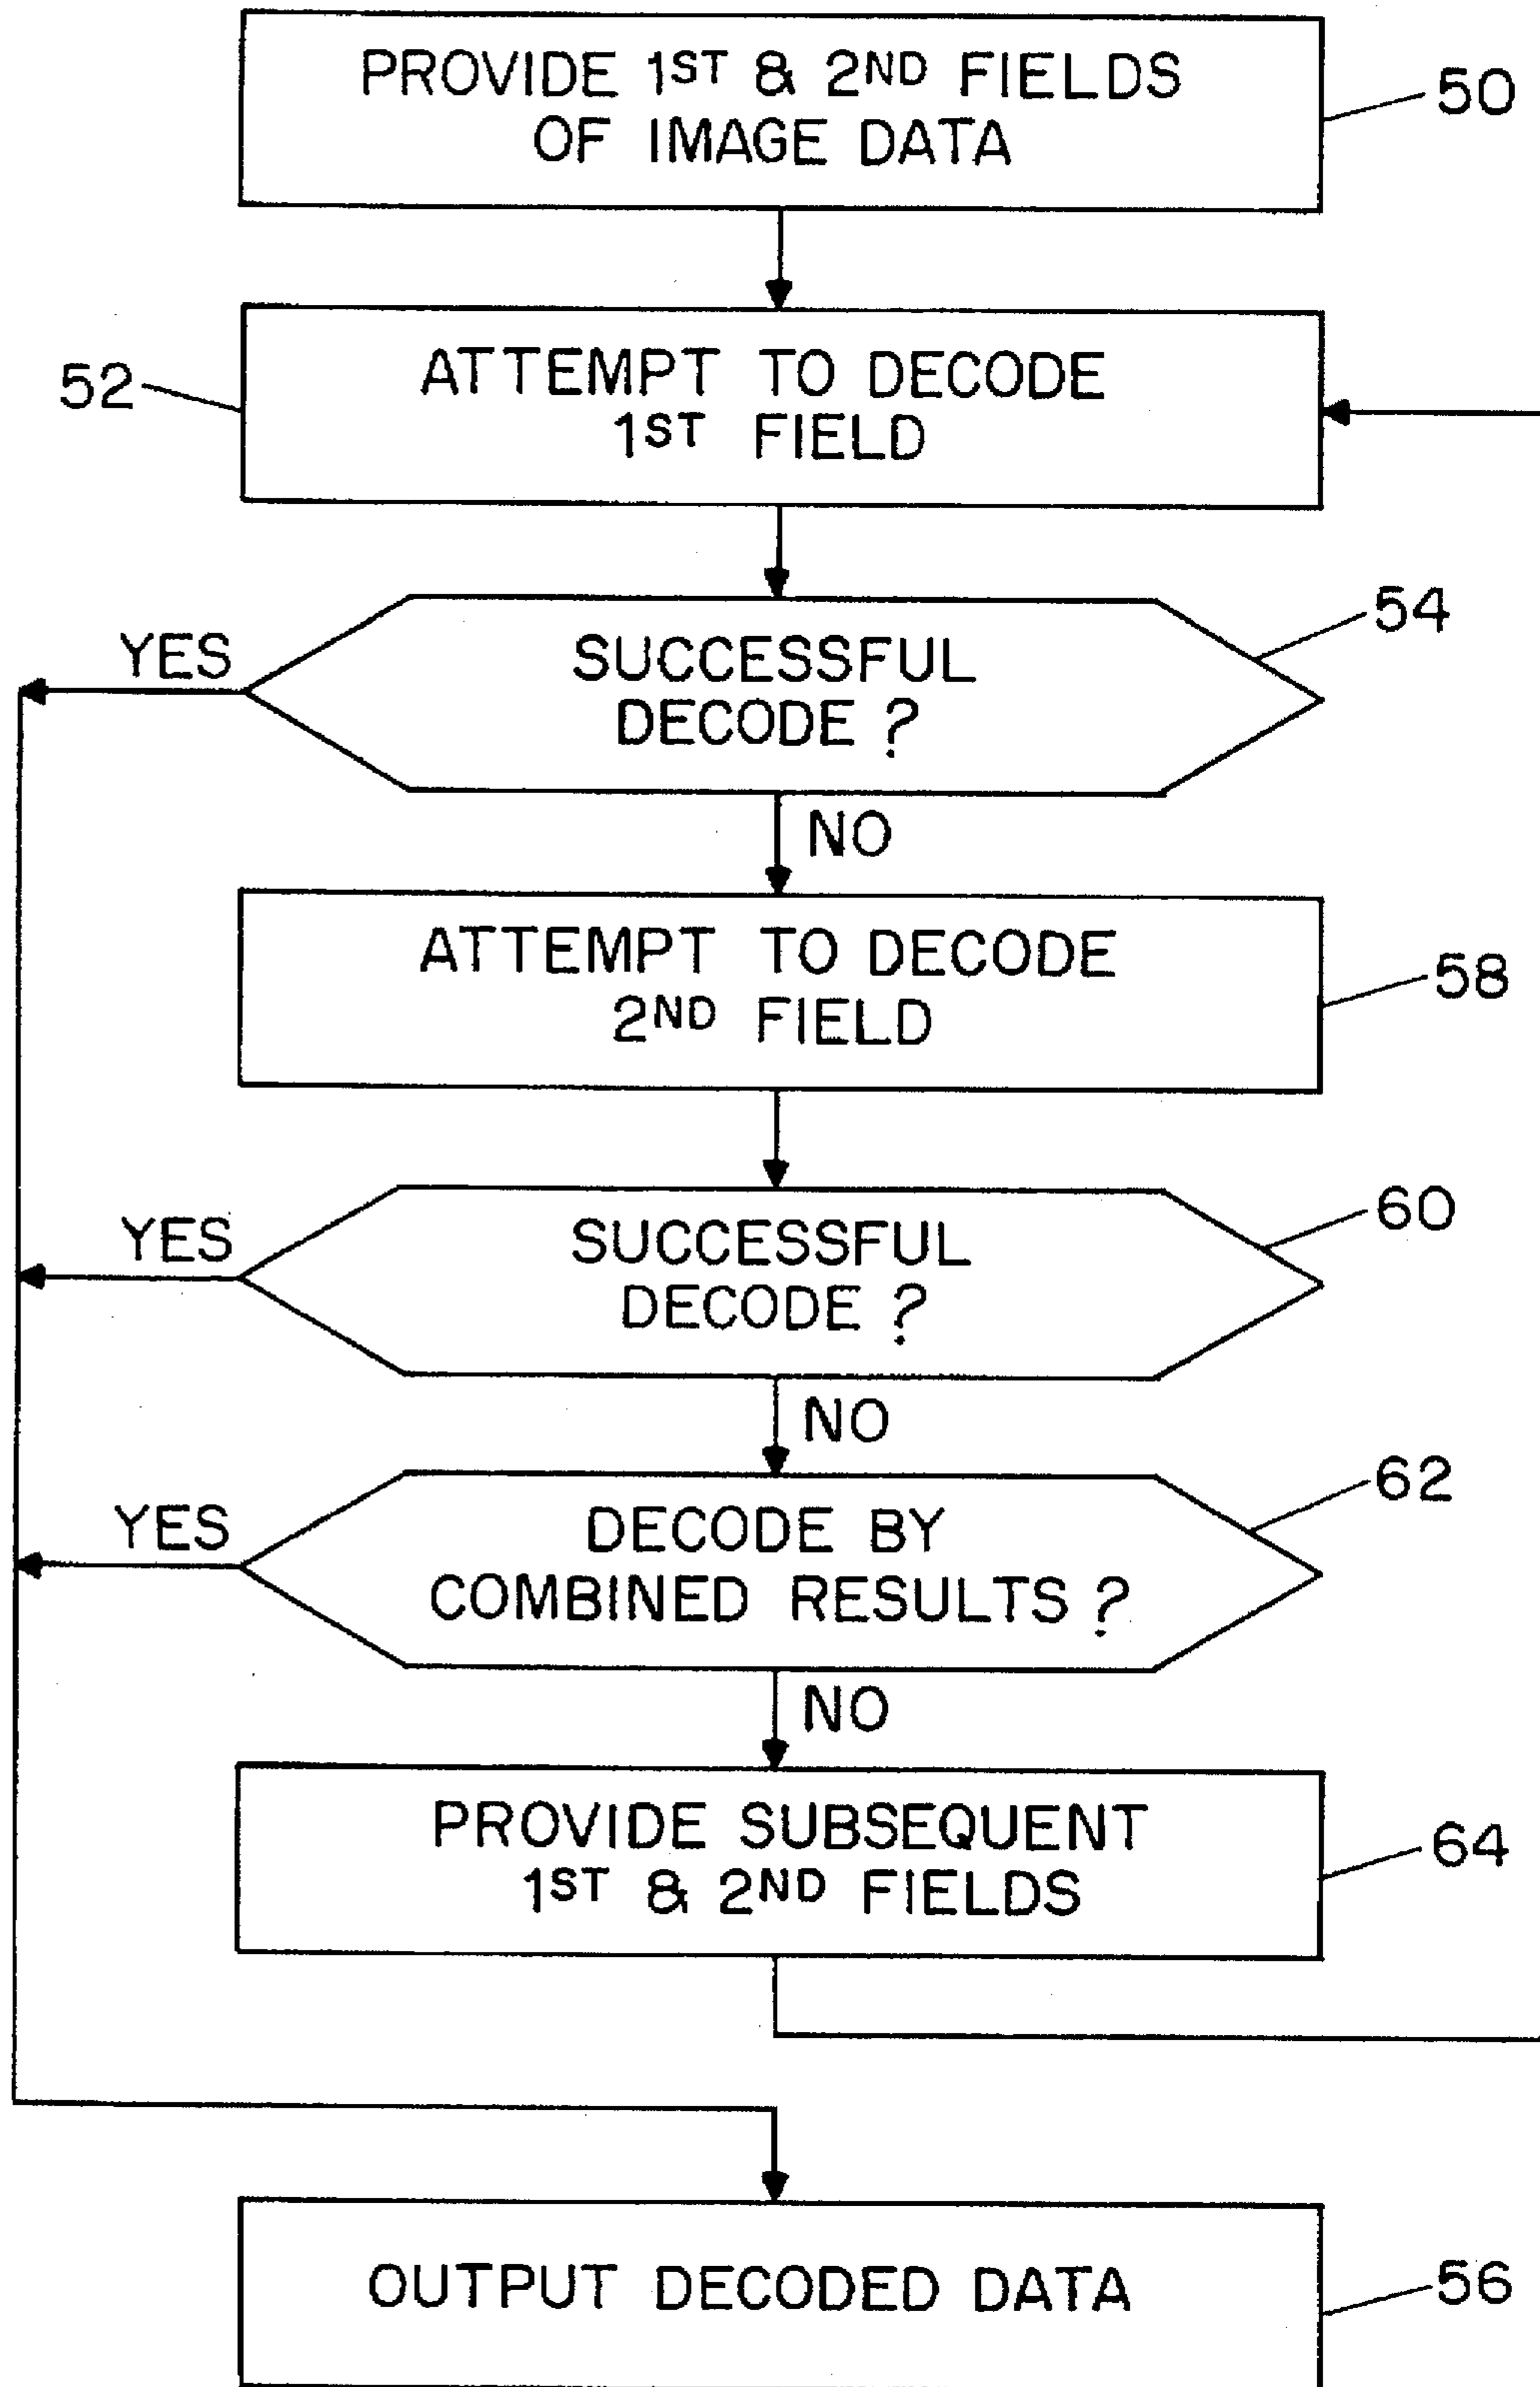 PROVIDE 1ST & 2ND FIELDS
OF IMAGE DATA
50
52
ATTEMPT TO DECODE
1ST FIELD
54
YES
SUCCESSFUL
DECODE ?
NO
ATTEMPT TO DECODE
2ND FIELD
58
60
YES
SUCCESSFUL
DECODE ?
NO
62
YES
DECODE BY
COMBINED RESULTS ?
NO
PROVIDE SUBSEQUENT
1ST & 2ND FIELDS
64
OUTPUT DECODED DATA
56